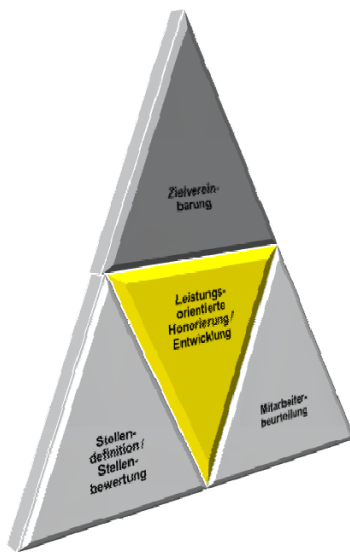 Zielverein-
barung
Leistungs-
orientierte
Honorierung /
Entwicklung
Stellen-
definition /
Stellen-
bewertung
Mitarbeiter-
beurteilung